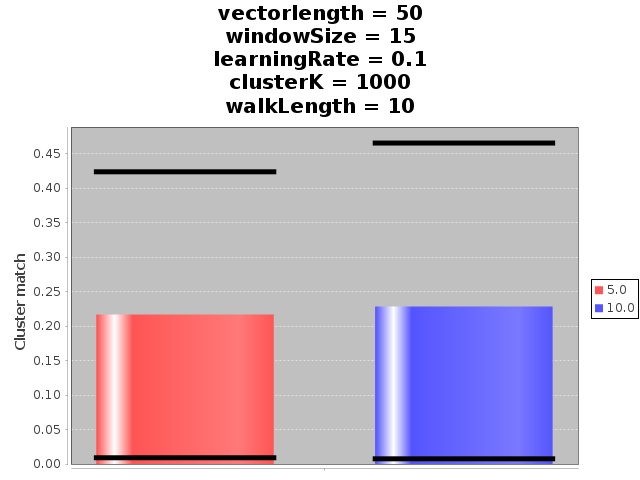 vectorlength = 50
windowSize = 15
learningRate = 0.1
clusterK = 1000
walkLength = 10
0.45
0.40
0.35
0.30
0.25
0.20
0.15
0.10
0.05
0.00
Cluster match
5.0
10.0